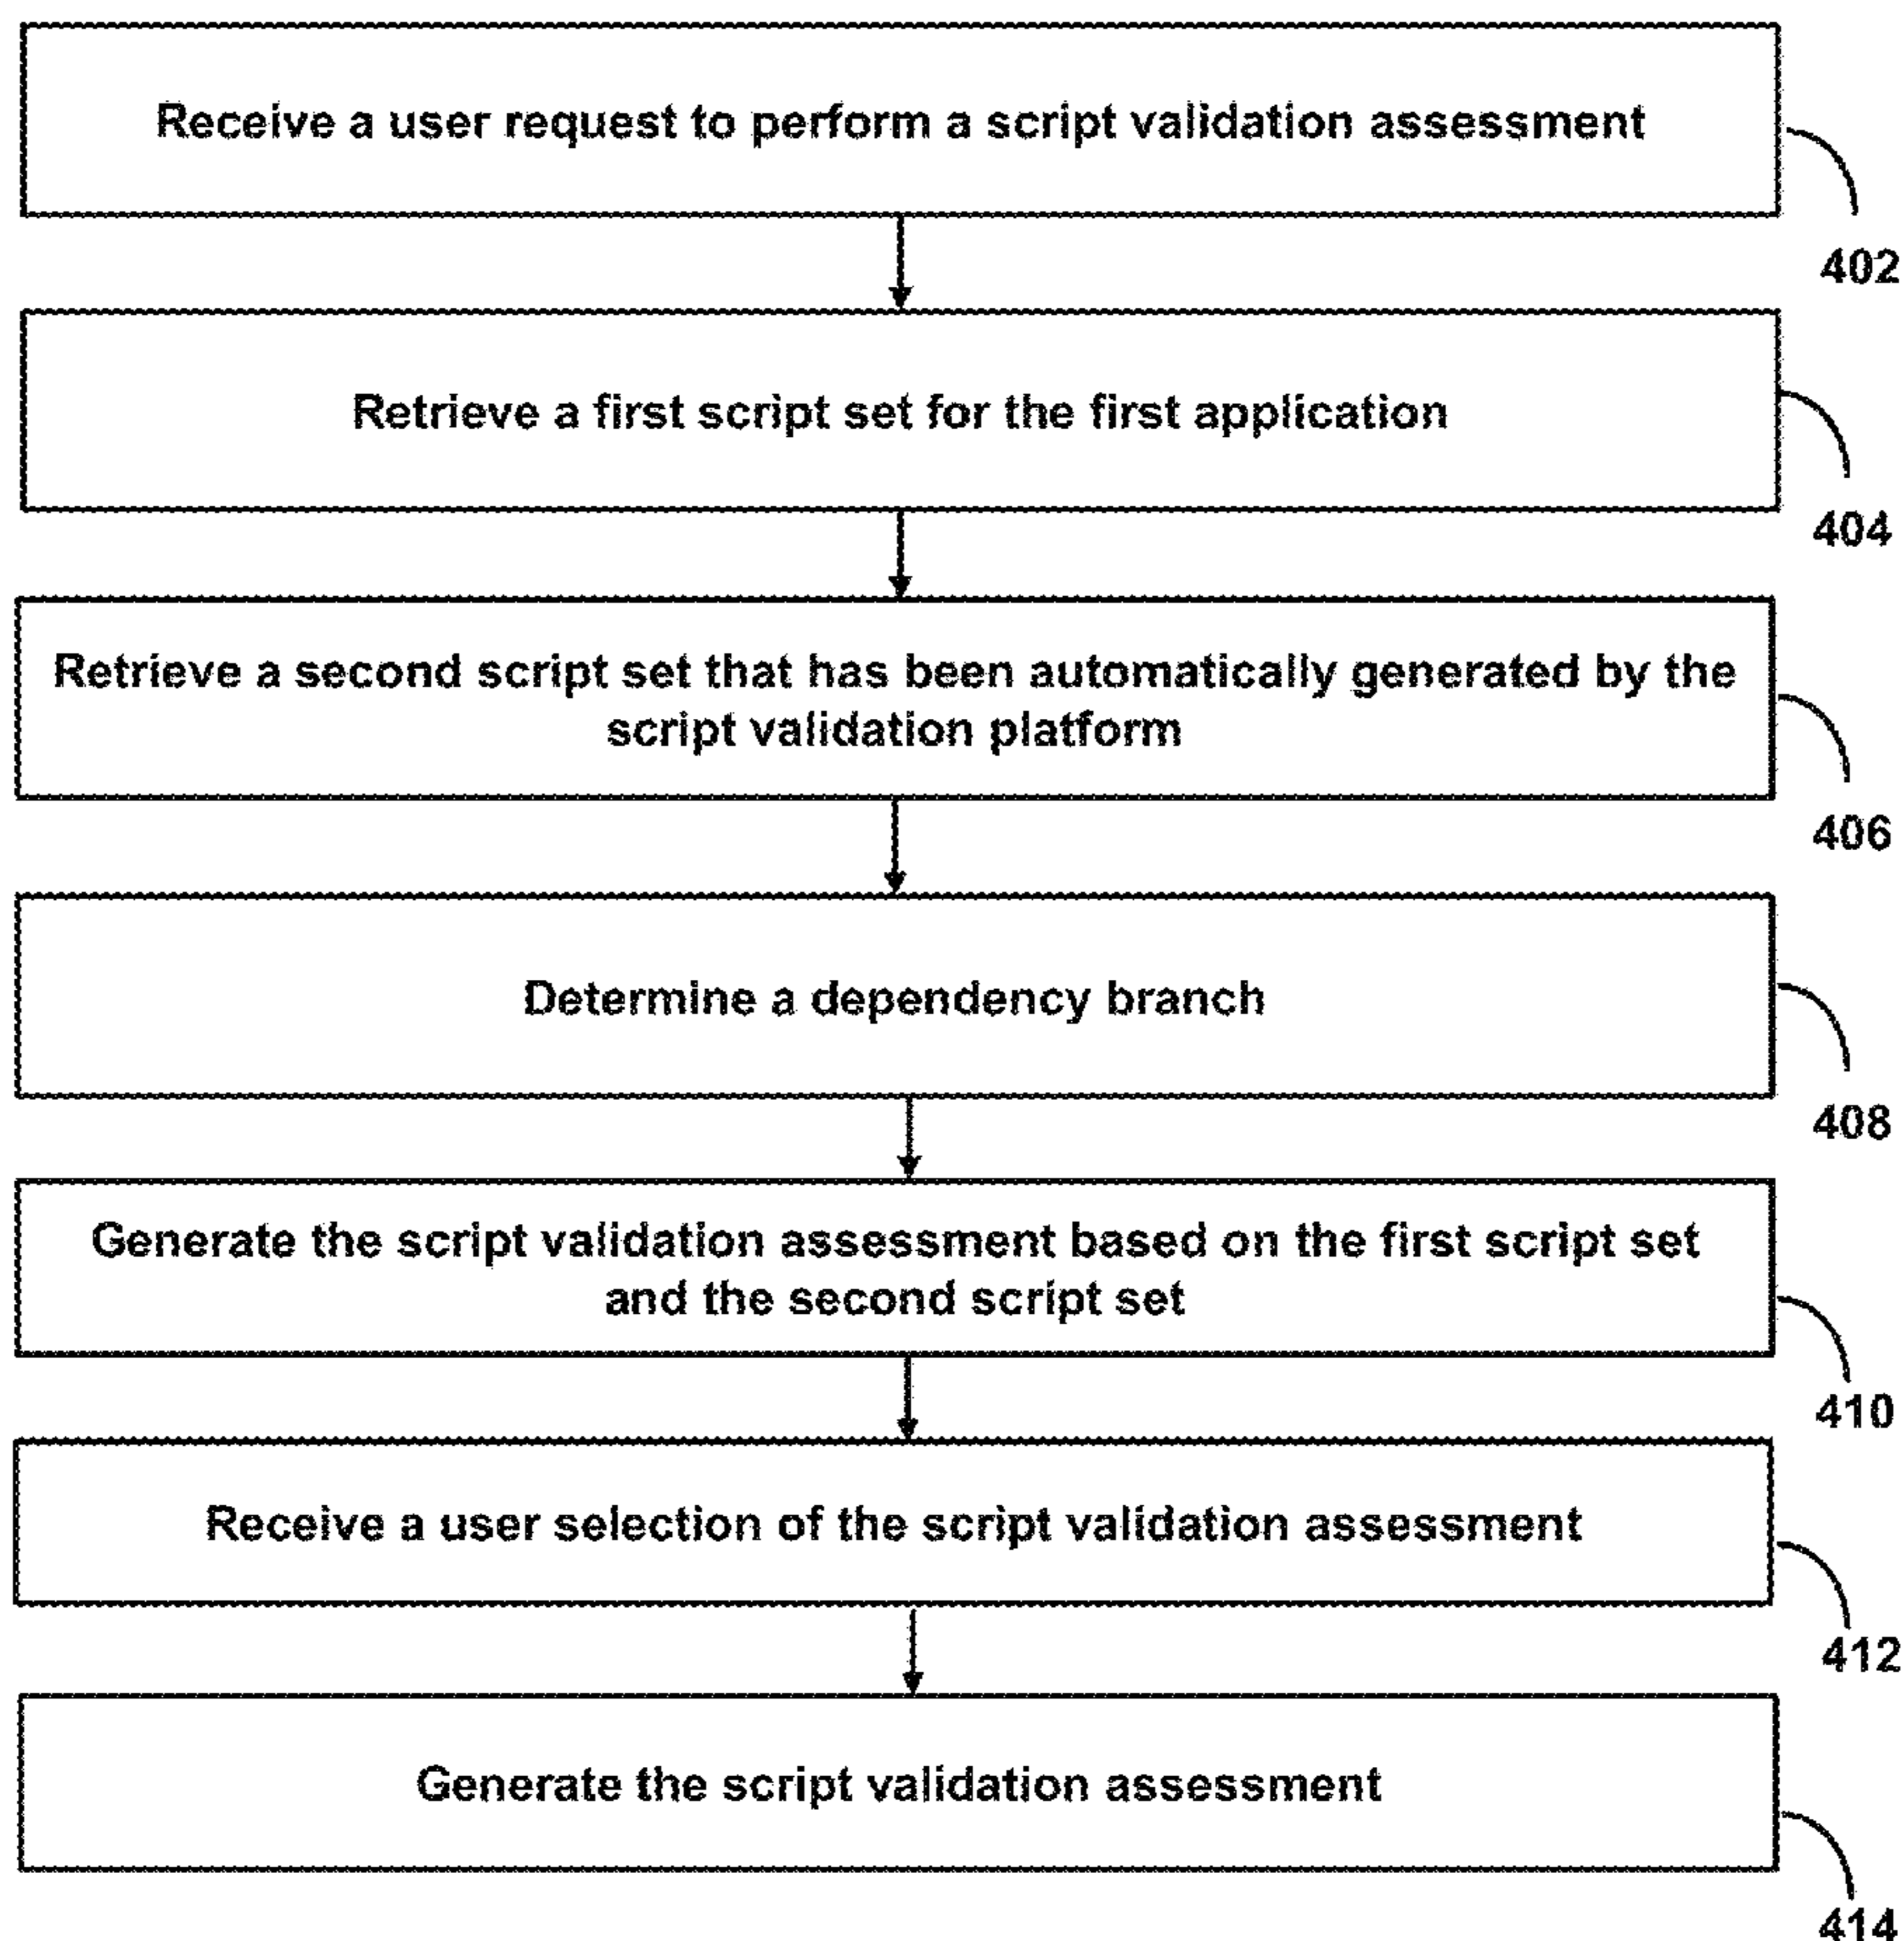 Receive a user request to perform a script validation assessment
402
Retrieve a first script set for the first application
404
Retrieve a second script set that has been automatically generated by the
script validation platform
406
Determine a dependency branch
408
Generate the script validation assessment based on the first script set
and the second script set
410
Receive a user selection of the script validation assessment
412
Generate the script validation assessment
414